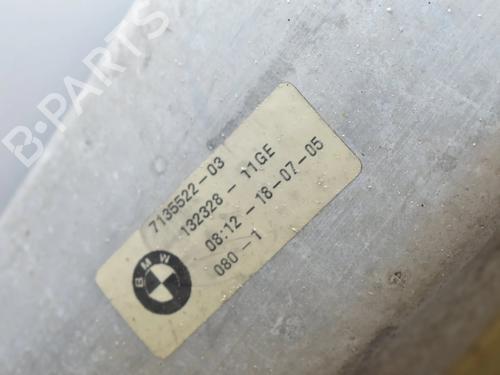 B-PARTS
7135522-03
132328 - 11GE
08:12 - 18-07-05
080 - 1
BMW